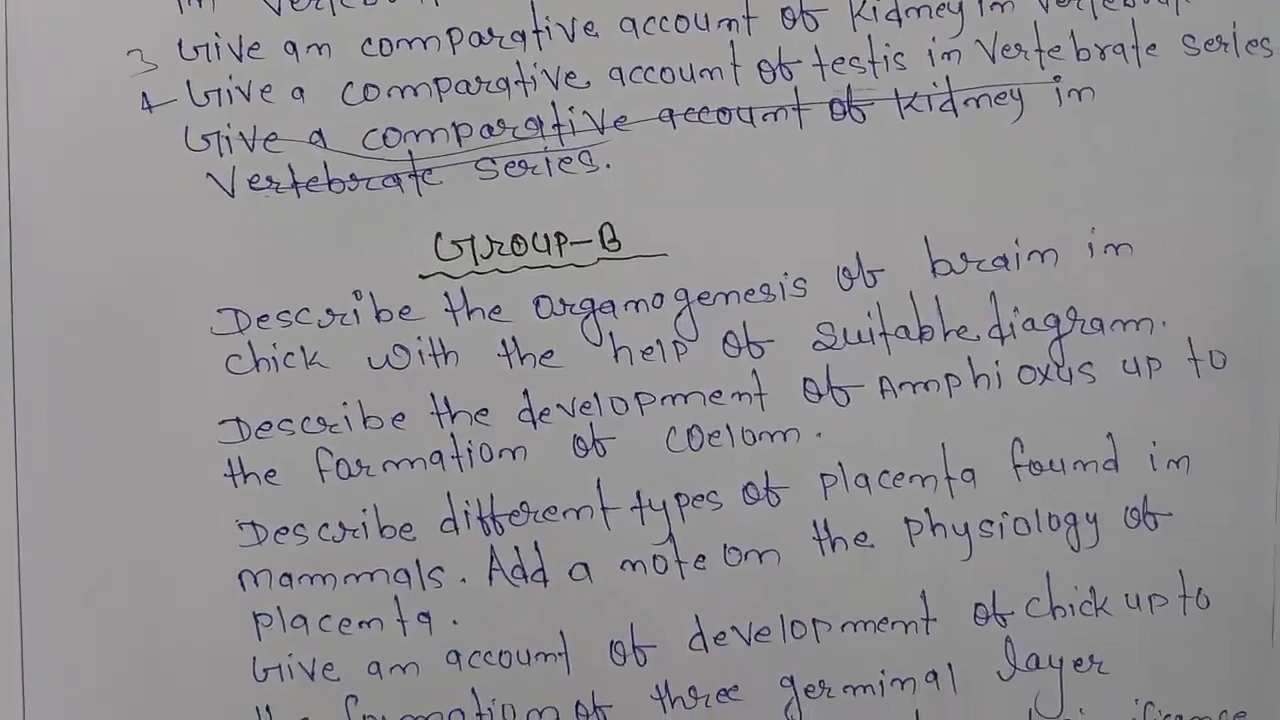 in
3 Give an comparative account of Kidney in
4 Give a comparative account of testis in Vertebrate series
Give a comparative account of Kidney in
Vertebrate series.
Group-B
Describe the organogenesis of brain in
chick with the help of suitable diagram.
Describe the development of Amphioxus up to
the formation of coelom.
Describe different types of placenta found in
mammals. Add a note on the physiology of
placenta.
Give an account of development of chick up to
formation of three germinal layer